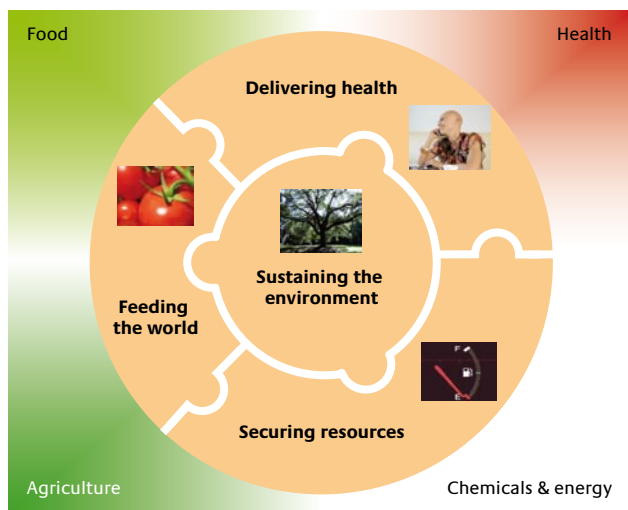 Food
Health
Delivering health
Sustaining the
environment
Feeding
the world
F
E
Securing resources
Agriculture
Chemicals & energy